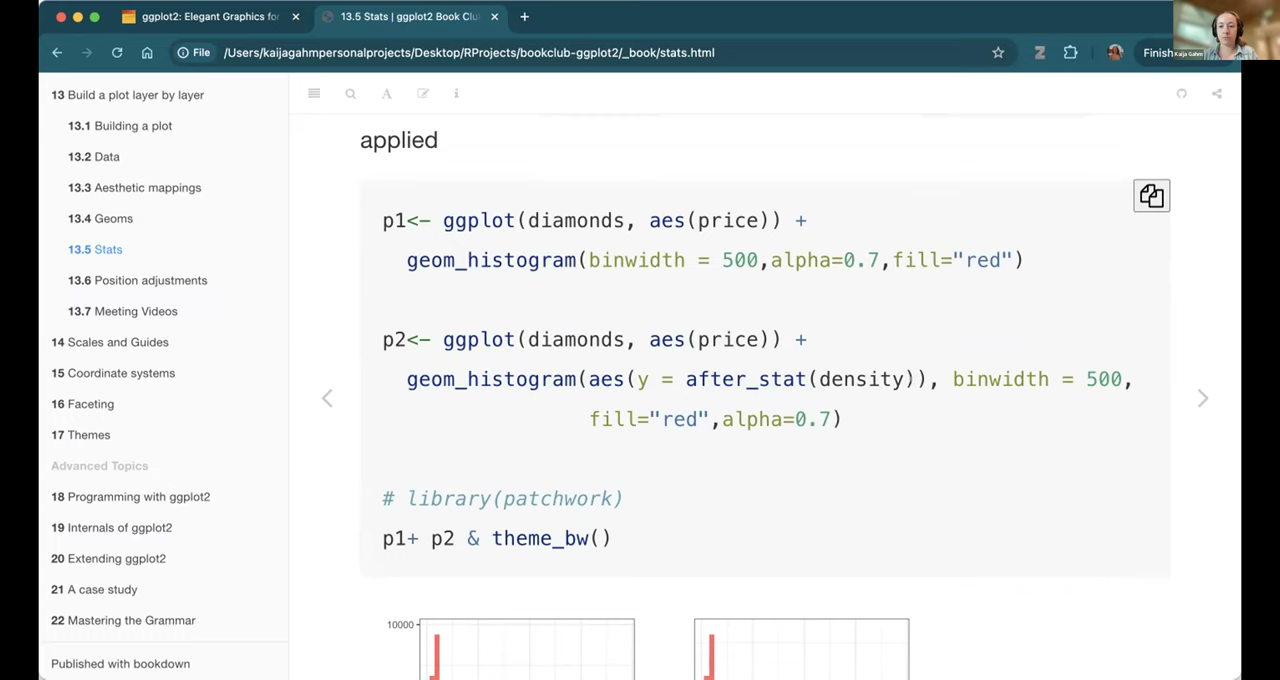 ggplot2: Elegant Graphics for
13.5 Stats | ggplot2 Book Clu
File
/Users/kaijagahmpersonalprojects/Desktop/RProjects/bookclub-ggplot2/_book/stats.html
Finish
Kaija Gahm
13 Build a plot layer by layer
13.1 Building a plot
13.2 Data
13.3 Aesthetic mappings
13.4 Geoms
13.5 Stats
13.6 Position adjustments
13.7 Meeting Videos
14 Scales and Guides
15 Coordinate systems
16 Faceting
17 Themes
Advanced Topics
18 Programming with ggplot2
19 Internals of ggplot2
20 Extending ggplot2
21 A case study
22 Mastering the Grammar
Published with bookdown
applied
p1<- ggplot(diamonds, aes(price)) +
geom_histogram(binwidth = 500,alpha=0.7,fill="red")
p2<- ggplot(diamonds, aes(price)) +
geom_histogram(aes(y = after_stat(density)), binwidth = 500,
fill="red",alpha=0.7)
# library(patchwork)
p1+ p2 & theme_bw()
10000